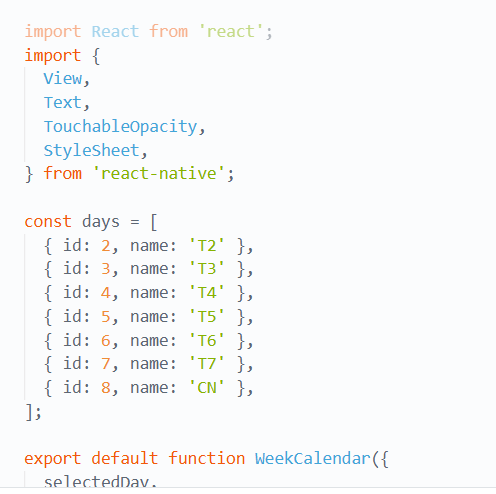 import React from 'react';
import {
  View,
  Text,
  TouchableOpacity,
  StyleSheet,
} from 'react-native';

const days = [
  { id: 2, name: 'T2' },
  { id: 3, name: 'T3' },
  { id: 4, name: 'T4' },
  { id: 5, name: 'T5' },
  { id: 6, name: 'T6' },
  { id: 7, name: 'T7' },
  { id: 8, name: 'CN' },
];

export default function WeekCalendar({
  selectedDay,